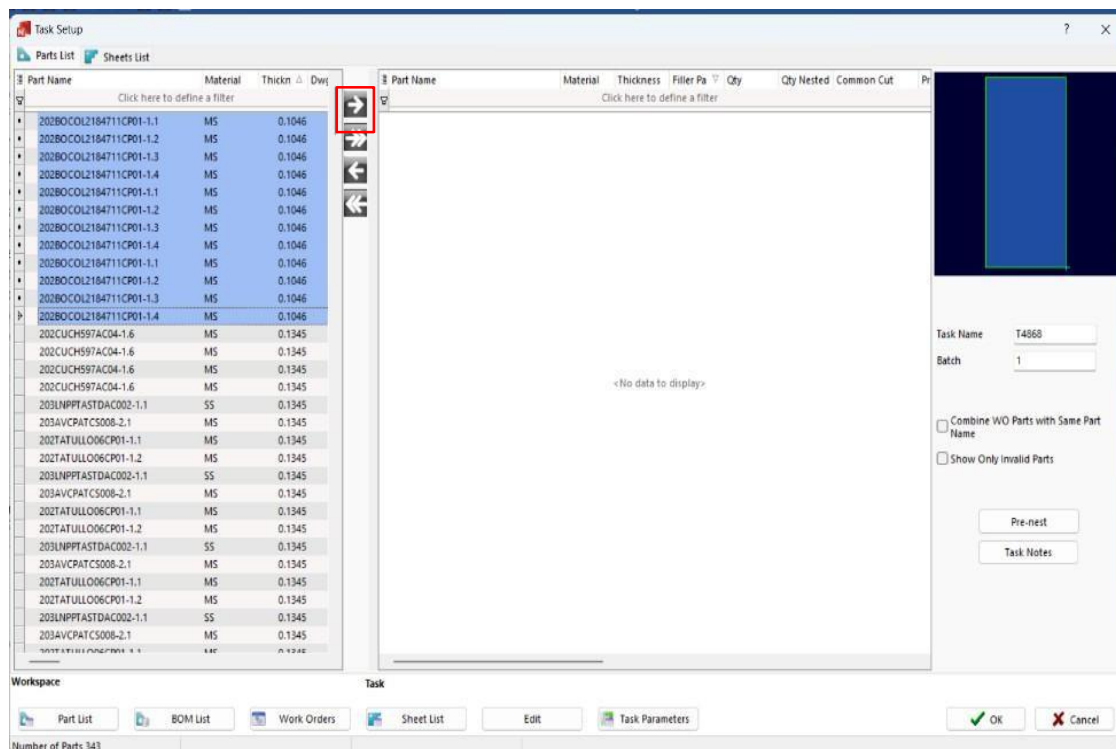 Task Setup ? X
Parts List Sheets List
Part Name Material Thickn Dwg Part Name Material Thickness Filler Pa Qty Qty Nested Common Cut Pr
Click here to define a filter Click here to define a filter
202BOCOL2184711CP01-1.1 MS 0.1046
202BOCOL2184711CP01-1.2 MS 0.1046
202BOCOL2184711CP01-1.3 MS 0.1046
202BOCOL2184711CP01-1.4 MS 0.1046
202BOCOL2184711CP01-1.1 MS 0.1046
202BOCOL2184711CP01-1.2 MS 0.1046
202BOCOL2184711CP01-1.3 MS 0.1046
202BOCOL2184711CP01-1.4 MS 0.1046
202BOCOL2184711CP01-1.1 MS 0.1046
202BOCOL2184711CP01-1.2 MS 0.1046
202BOCOL2184711CP01-1.3 MS 0.1046
202BOCOL2184711CP01-1.4 MS 0.1046
202CUCH597AC04-1.6 MS 0.1345
Task Name T4868
202CUCH597AC04-1.6 MS 0.1345
202CUCH597AC04-1.6 MS 0.1345
Batch 1
202CUCH597AC04-1.6 MS 0.1345
<No data to display>
203LNPPTASTDAC002-1.1 SS 0.1345
203AVCPATCS008-2.1 MS 0.1345
Combine WO Parts with Same Part
Name
202TATULLO06CP01-1.1 MS 0.1345
202TATULLO06CP01-1.2 MS 0.1345
Show Only Invalid Parts
203LNPPTASTDAC002-1.1 SS 0.1345
203AVCPATCS008-2.1 MS 0.1345
202TATULLO06CP01-1.1 MS 0.1345
202TATULLO06CP01-1.2 MS 0.1345
Pre-nest
203LNPPTASTDAC002-1.1 SS 0.1345
203AVCPATCS008-2.1 MS 0.1345
Task Notes
202TATULLO06CP01-1.1 MS 0.1345
202TATULLO06CP01-1.2 MS 0.1345
203LNPPTASTDAC002-1.1 SS 0.1345
203AVCPATCS008-2.1 MS 0.1345
Workspace Task
Part List BOM List Work Orders Sheet List Edit Task Parameters OK Cancel
Number of Parts 343